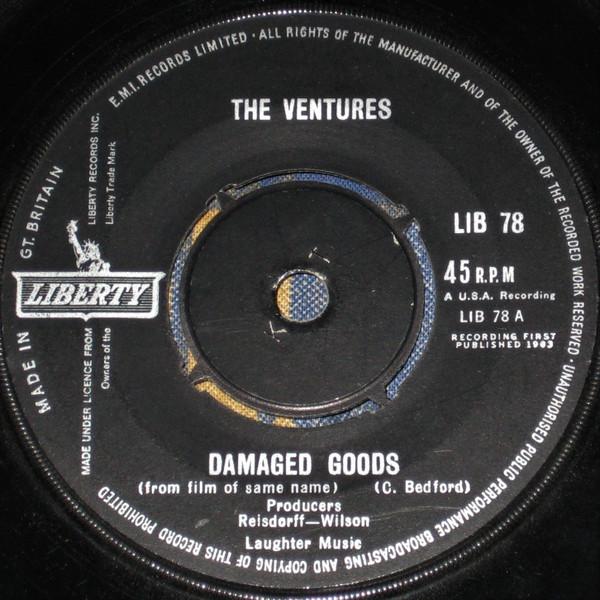 E.M.I. RECORDS LIMITED · ALL RIGHTS OF THE MANUFACTURER AND OF THE OWNER OF THE RECORDED WORK RESERVED · UNAUTHORISED PUBLIC PERFORMANCE BROADCASTING AND COPYING OF THIS RECORD PROHIBITED
MADE IN GT. BRITAIN
THE VENTURES
LIBERTY RECORDS INC.
Liberty Trade Mark
LIBERTY
MADE UNDER LICENCE FROM
Owners of the
LIB 78
45 R.P.M
A U.S.A. Recording
LIB 78 A
RECORDING FIRST
PUBLISHED 1963
DAMAGED GOODS
(from film of same name) (C. Bedford)
Producers
Reisdorff—Wilson
Laughter Music